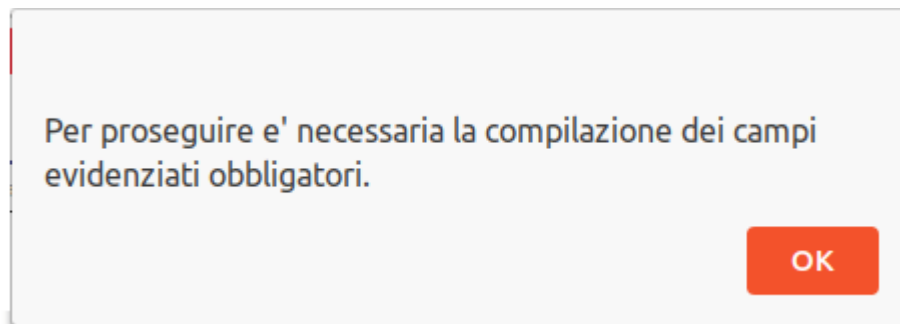 Per proseguire e' necessaria la compilazione dei campi
evidenziati obbligatori.
OK